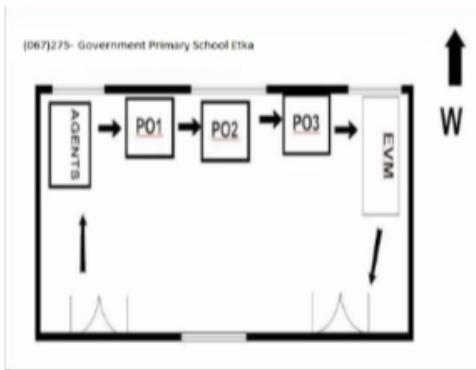 (067)275- Government Primary School Etka
W
AGENTS
PO1
PO2
PO3
EVM